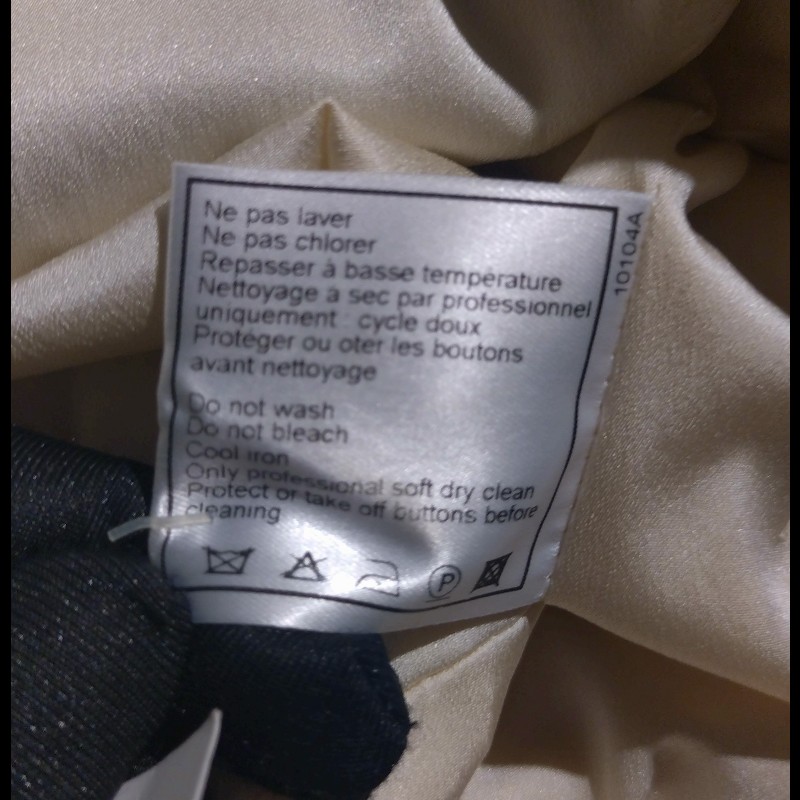 Ne pas laver
Ne pas chlorer
Repasser à basse température
Nettoyage à sec par professionnel
uniquement : cycle doux
Protéger ou oter les boutons
avant nettoyage
Do not wash
Do not bleach
Cool iron
Only professional soft dry clean
Protect or take off buttons before
cleaning
P
10104A